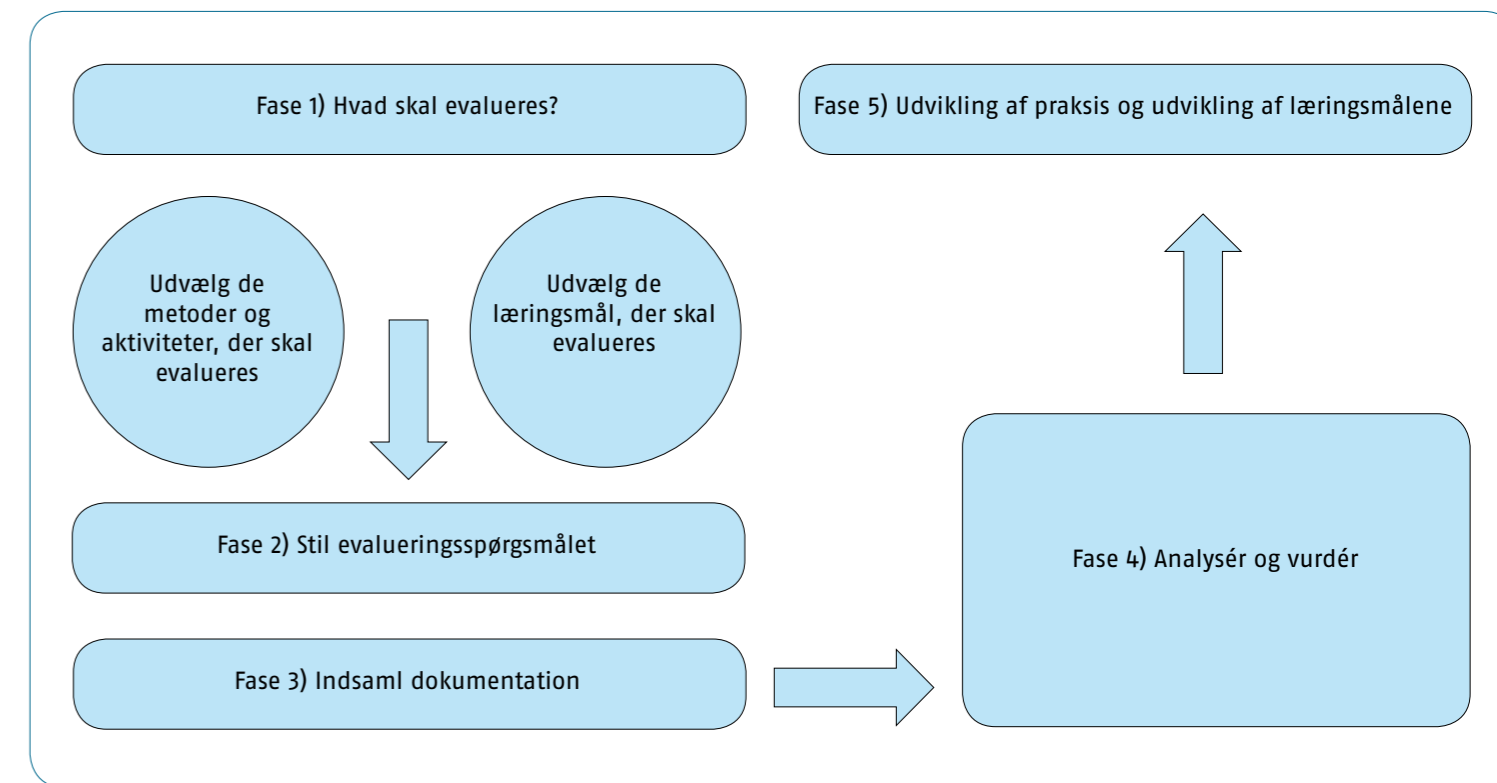 Fase 1) Hvad skal evalueres?
Udvælg de
metoder og
aktiviteter, der skal
evalueres
Udvælg de
læringsmål, der skal
evalueres
Fase 2) Stil evalueringsspørgsmålet
Fase 3) Indsaml dokumentation
Fase 4) Analysér og vurdér
Fase 5) Udvikling af praksis og udvikling af læringsmålene